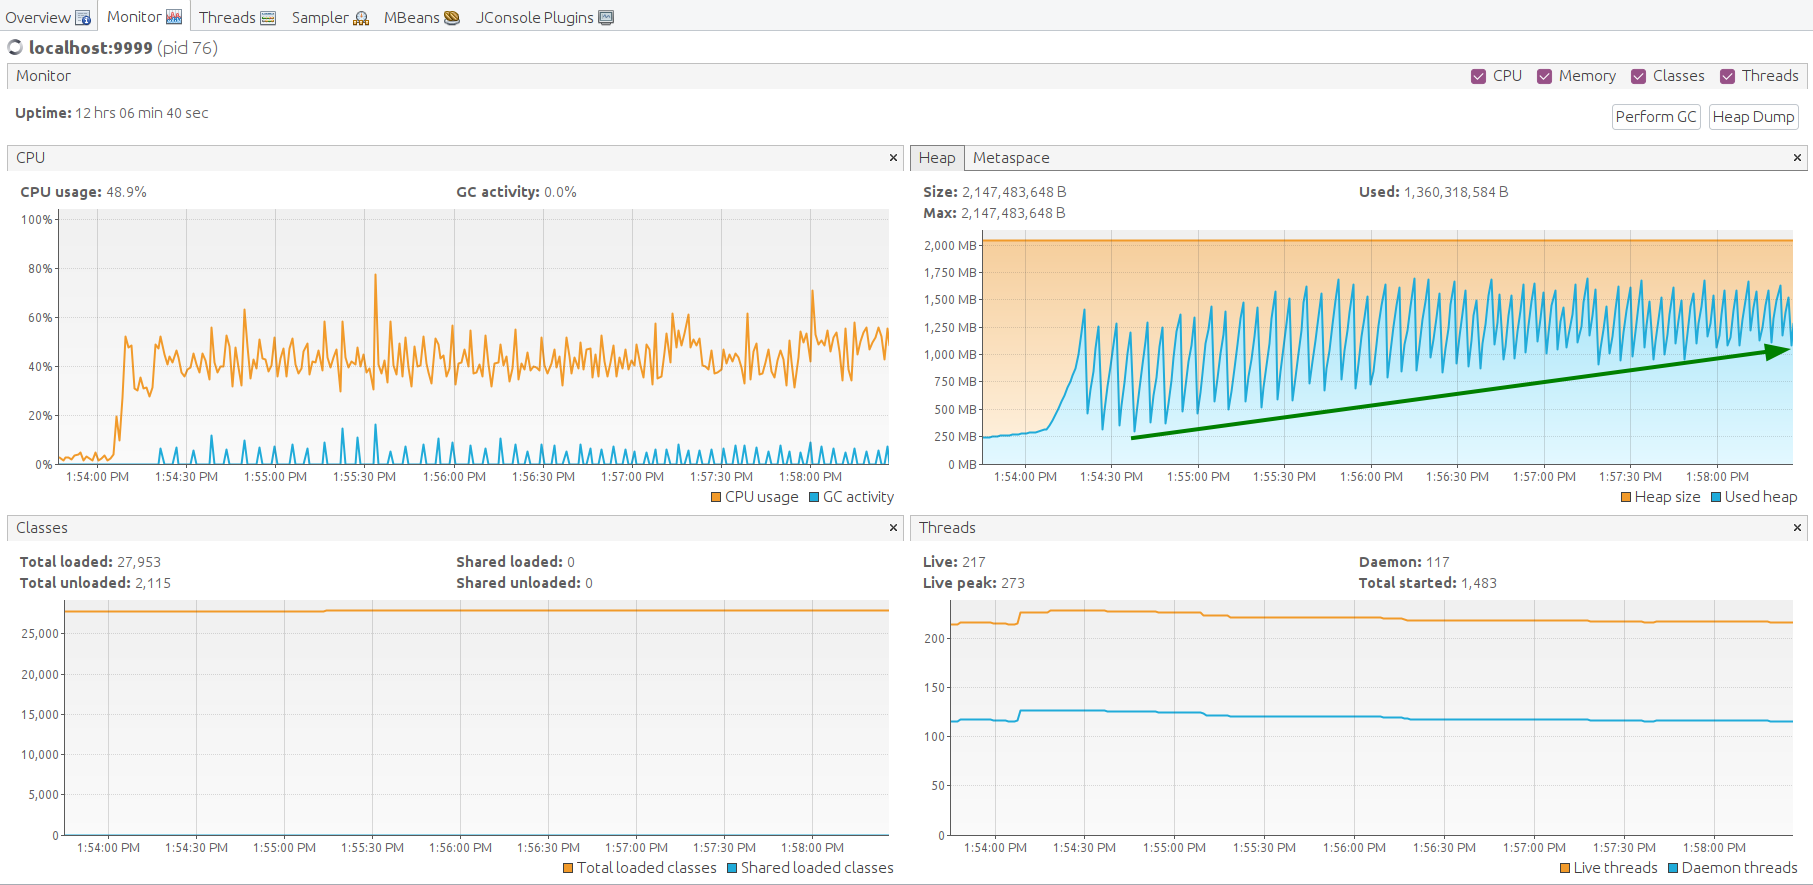 Overview Monitor Threads Sampler MBeans JConsole Plugins
localhost:9999 (pid 76)
Monitor CPU Memory Classes Threads
Uptime: 12 hrs 06 min 40 sec
Perform GC Heap Dump
CPU ×
CPU usage: 48.9% GC activity: 0.0%
100%
80%
60%
40%
20%
0%
1:54:00 PM 1:54:30 PM 1:55:00 PM 1:55:30 PM 1:56:00 PM 1:56:30 PM 1:57:00 PM 1:57:30 PM 1:58:00 PM
CPU usage GC activity
Heap Metaspace ×
Size: 2,147,483,648 B Used: 1,360,318,584 B
Max: 2,147,483,648 B
2,000 MB
1,750 MB
1,500 MB
1,250 MB
1,000 MB
750 MB
500 MB
250 MB
0 MB
1:54:00 PM 1:54:30 PM 1:55:00 PM 1:55:30 PM 1:56:00 PM 1:56:30 PM 1:57:00 PM 1:57:30 PM 1:58:00 PM
Heap size Used heap
Classes ×
Total loaded: 27,953 Shared loaded: 0
Total unloaded: 2,115 Shared unloaded: 0
25,000
20,000
15,000
10,000
5,000
0
1:54:00 PM 1:54:30 PM 1:55:00 PM 1:55:30 PM 1:56:00 PM 1:56:30 PM 1:57:00 PM 1:57:30 PM 1:58:00 PM
Total loaded classes Shared loaded classes
Threads ×
Live: 217 Daemon: 117
Live peak: 273 Total started: 1,483
200
150
100
50
0
1:54:00 PM 1:54:30 PM 1:55:00 PM 1:55:30 PM 1:56:00 PM 1:56:30 PM 1:57:00 PM 1:57:30 PM 1:58:00 PM
Live threads Daemon threads